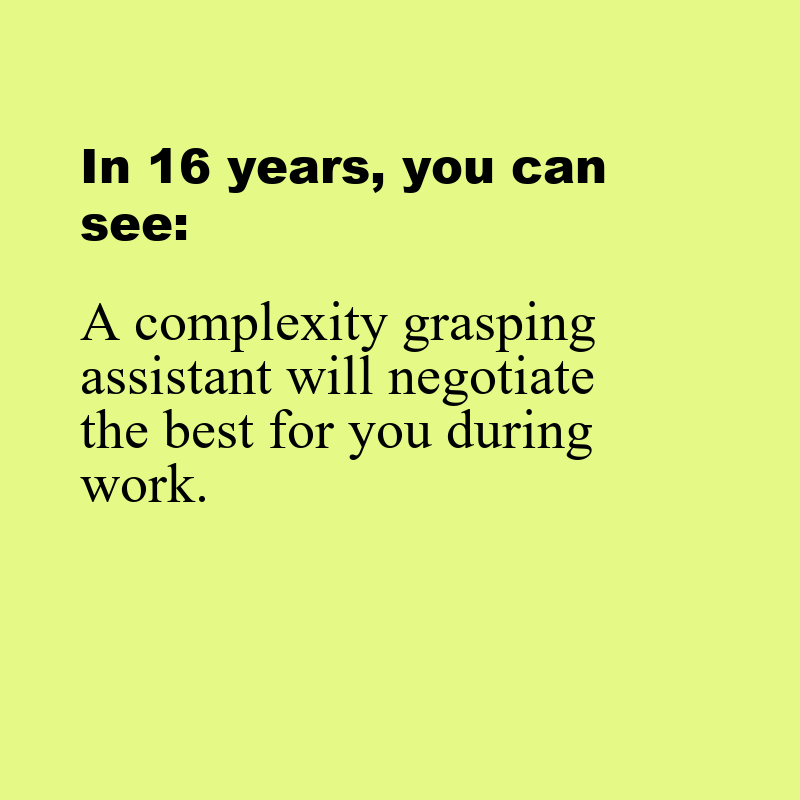 In 16 years, you can
see:
A complexity grasping
assistant will negotiate
the best for you during
work.